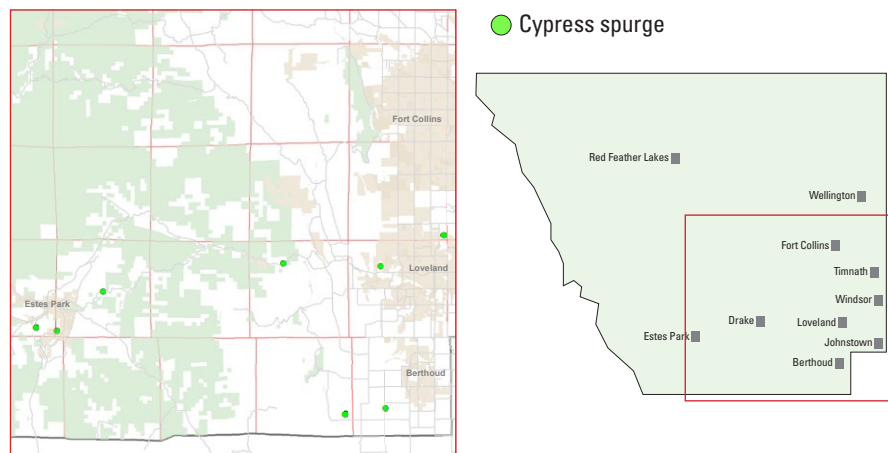 Cypress spurge
Fort Collins
Loveland
Estes Park
Berthoud
Red Feather Lakes
Wellington
Fort Collins
Timnath
Windsor
Drake
Loveland
Estes Park
Johnstown
Berthoud